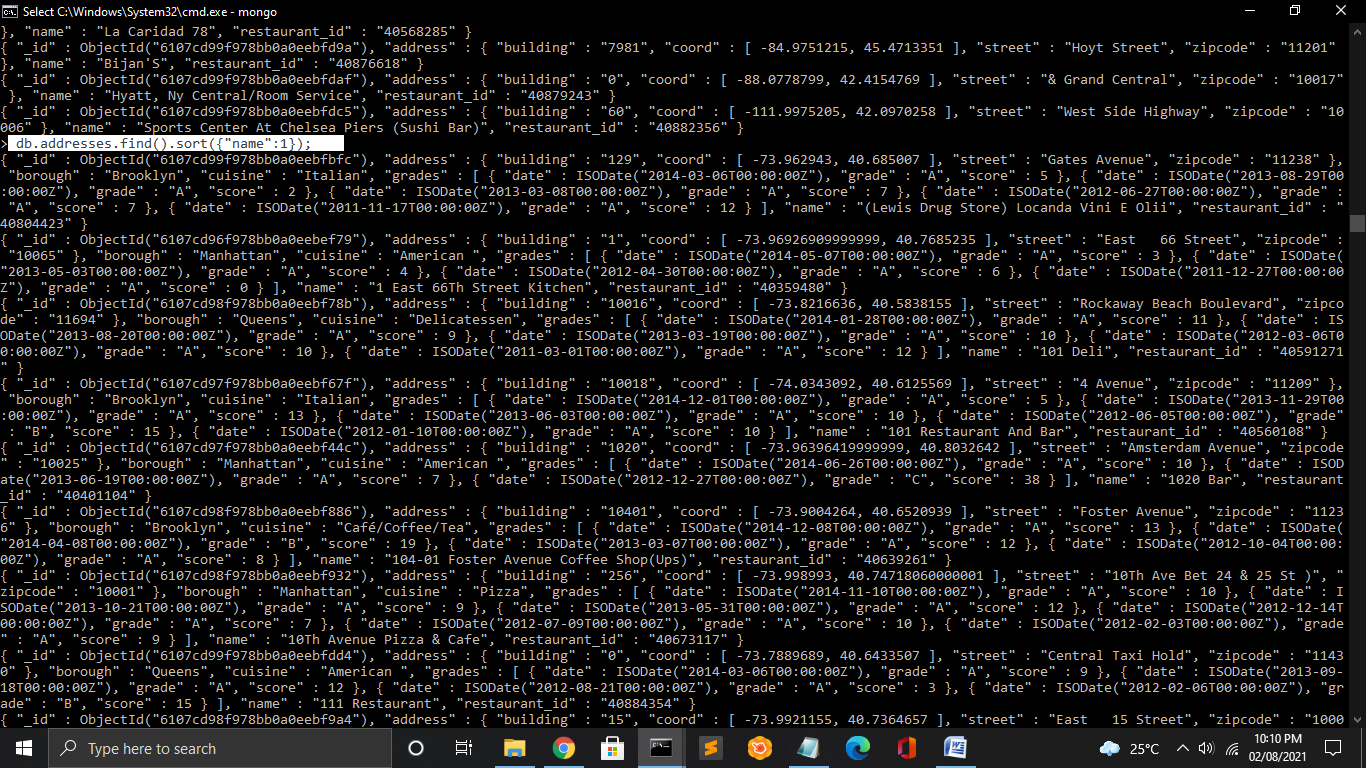 Select C:\Windows\System32\cmd.exe - mongo
}, "name" : "La Caridad 78", "restaurant_id" : "40568285" }
{ "_id" : ObjectId("6107cd99f978bb0a0eebfd9a"), "address" : { "building" : "7981", "coord" : [ -84.9751215, 45.4713351 ], "street" : "Hoyt Street", "zipcode" : "11201"
}, "name" : "Bijan'S", "restaurant_id" : "40876618" }
{ "_id" : ObjectId("6107cd99f978bb0a0eebfdaf"), "address" : { "building" : "0", "coord" : [ -88.0778799, 42.4154769 ], "street" : "& Grand Central", "zipcode" : "10017"
}, "name" : "Hyatt, Ny Central/Room Service", "restaurant_id" : "40879243" }
{ "_id" : ObjectId("6107cd99f978bb0a0eebfdc5"), "address" : { "building" : "60", "coord" : [ -111.9975205, 42.0970258 ], "street" : "West Side Highway", "zipcode" : "10
006" }, "name" : "Sports Center At Chelsea Piers (Sushi Bar)", "restaurant_id" : "40882356" }
> db.addresses.find().sort({"name":1});
{ "_id" : ObjectId("6107cd99f978bb0a0eebfbfc"), "address" : { "building" : "129", "coord" : [ -73.962943, 40.685007 ], "street" : "Gates Avenue", "zipcode" : "11238" },
"borough" : "Brooklyn", "cuisine" : "Italian", "grades" : [ { "date" : ISODate("2014-03-06T00:00:00Z"), "grade" : "A", "score" : 5 }, { "date" : ISODate("2013-08-29T00
:00:00Z"), "grade" : "A", "score" : 2 }, { "date" : ISODate("2013-03-08T00:00:00Z"), "grade" : "A", "score" : 7 }, { "date" : ISODate("2012-06-27T00:00:00Z"), "grade" :
"A", "score" : 7 }, { "date" : ISODate("2011-11-17T00:00:00Z"), "grade" : "A", "score" : 12 } ], "name" : "(Lewis Drug Store) Locanda Vini E Olii", "restaurant_id" : "
40804423" }
{ "_id" : ObjectId("6107cd96f978bb0a0eebef79"), "address" : { "building" : "1", "coord" : [ -73.96926909999999, 40.7685235 ], "street" : "East   66 Street", "zipcode" :
"10065" }, "borough" : "Manhattan", "cuisine" : "American ", "grades" : [ { "date" : ISODate("2014-05-07T00:00:00Z"), "grade" : "A", "score" : 3 }, { "date" : ISODate(
"2013-05-03T00:00:00Z"), "grade" : "A", "score" : 4 }, { "date" : ISODate("2012-04-30T00:00:00Z"), "grade" : "A", "score" : 6 }, { "date" : ISODate("2011-12-27T00:00:00
Z"), "grade" : "A", "score" : 0 } ], "name" : "1 East 66Th Street Kitchen", "restaurant_id" : "40359480" }
{ "_id" : ObjectId("6107cd98f978bb0a0eebf78b"), "address" : { "building" : "10016", "coord" : [ -73.8216636, 40.5838155 ], "street" : "Rockaway Beach Boulevard", "zipco
de" : "11694" }, "borough" : "Queens", "cuisine" : "Delicatessen", "grades" : [ { "date" : ISODate("2014-01-28T00:00:00Z"), "grade" : "A", "score" : 11 }, { "date" : IS
ODate("2013-08-20T00:00:00Z"), "grade" : "A", "score" : 9 }, { "date" : ISODate("2013-03-19T00:00:00Z"), "grade" : "A", "score" : 10 }, { "date" : ISODate("2012-03-06T0
0:00:00Z"), "grade" : "A", "score" : 10 }, { "date" : ISODate("2011-03-01T00:00:00Z"), "grade" : "A", "score" : 12 } ], "name" : "101 Deli", "restaurant_id" : "40591271
" }
{ "_id" : ObjectId("6107cd97f978bb0a0eebf67f"), "address" : { "building" : "10018", "coord" : [ -74.0343092, 40.6125569 ], "street" : "4 Avenue", "zipcode" : "11209" },
"borough" : "Brooklyn", "cuisine" : "Italian", "grades" : [ { "date" : ISODate("2014-12-01T00:00:00Z"), "grade" : "A", "score" : 5 }, { "date" : ISODate("2013-11-29T00
:00:00Z"), "grade" : "A", "score" : 13 }, { "date" : ISODate("2013-06-03T00:00:00Z"), "grade" : "A", "score" : 10 }, { "date" : ISODate("2012-06-05T00:00:00Z"), "grade"
: "B", "score" : 15 }, { "date" : ISODate("2012-01-10T00:00:00Z"), "grade" : "A", "score" : 10 } ], "name" : "101 Restaurant And Bar", "restaurant_id" : "40560108" }
{ "_id" : ObjectId("6107cd97f978bb0a0eebf44c"), "address" : { "building" : "1020", "coord" : [ -73.96396419999999, 40.8032642 ], "street" : "Amsterdam Avenue", "zipcode
" : "10025" }, "borough" : "Manhattan", "cuisine" : "American ", "grades" : [ { "date" : ISODate("2014-06-26T00:00:00Z"), "grade" : "A", "score" : 10 }, { "date" : ISOD
ate("2013-06-19T00:00:00Z"), "grade" : "A", "score" : 7 }, { "date" : ISODate("2012-12-27T00:00:00Z"), "grade" : "C", "score" : 38 } ], "name" : "1020 Bar", "restaurant
_id" : "40401104" }
{ "_id" : ObjectId("6107cd98f978bb0a0eebf886"), "address" : { "building" : "10401", "coord" : [ -73.9004264, 40.6520939 ], "street" : "Foster Avenue", "zipcode" : "1123
6" }, "borough" : "Brooklyn", "cuisine" : "Café/Coffee/Tea", "grades" : [ { "date" : ISODate("2014-12-08T00:00:00Z"), "grade" : "A", "score" : 13 }, { "date" : ISODate(
"2014-04-08T00:00:00Z"), "grade" : "B", "score" : 19 }, { "date" : ISODate("2013-03-07T00:00:00Z"), "grade" : "A", "score" : 12 }, { "date" : ISODate("2012-10-04T00:00:
00Z"), "grade" : "A", "score" : 8 } ], "name" : "104-01 Foster Avenue Coffee Shop(Ups)", "restaurant_id" : "40639261" }
{ "_id" : ObjectId("6107cd98f978bb0a0eebf932"), "address" : { "building" : "256", "coord" : [ -73.998993, 40.74718060000001 ], "street" : "10Th Ave Bet 24 & 25 St )", "
zipcode" : "10001" }, "borough" : "Manhattan", "cuisine" : "Pizza", "grades" : [ { "date" : ISODate("2014-11-10T00:00:00Z"), "grade" : "A", "score" : 10 }, { "date" : I
SODate("2013-10-21T00:00:00Z"), "grade" : "A", "score" : 9 }, { "date" : ISODate("2013-05-31T00:00:00Z"), "grade" : "A", "score" : 12 }, { "date" : ISODate("2012-12-14T
00:00:00Z"), "grade" : "A", "score" : 7 }, { "date" : ISODate("2012-07-09T00:00:00Z"), "grade" : "A", "score" : 10 }, { "date" : ISODate("2012-02-03T00:00:00Z"), "grade
" : "A", "score" : 9 } ], "name" : "10Th Avenue Pizza & Cafe", "restaurant_id" : "40673117" }
{ "_id" : ObjectId("6107cd99f978bb0a0eebfdd4"), "address" : { "building" : "0", "coord" : [ -73.7889689, 40.6433507 ], "street" : "Central Taxi Hold", "zipcode" : "1143
0" }, "borough" : "Queens", "cuisine" : "American ", "grades" : [ { "date" : ISODate("2014-03-06T00:00:00Z"), "grade" : "A", "score" : 9 }, { "date" : ISODate("2013-09-
18T00:00:00Z"), "grade" : "A", "score" : 12 }, { "date" : ISODate("2012-08-21T00:00:00Z"), "grade" : "A", "score" : 3 }, { "date" : ISODate("2012-02-06T00:00:00Z"), "gr
ade" : "B", "score" : 15 } ], "name" : "111 Restaurant", "restaurant_id" : "40884354" }
{ "_id" : ObjectId("6107cd98f978bb0a0eebf9a4"), "address" : { "building" : "15", "coord" : [ -73.9921155, 40.7364657 ], "street" : "East   15 Street", "zipcode" : "1000
Type here to search
25°C
10:10 PM
02/08/2021